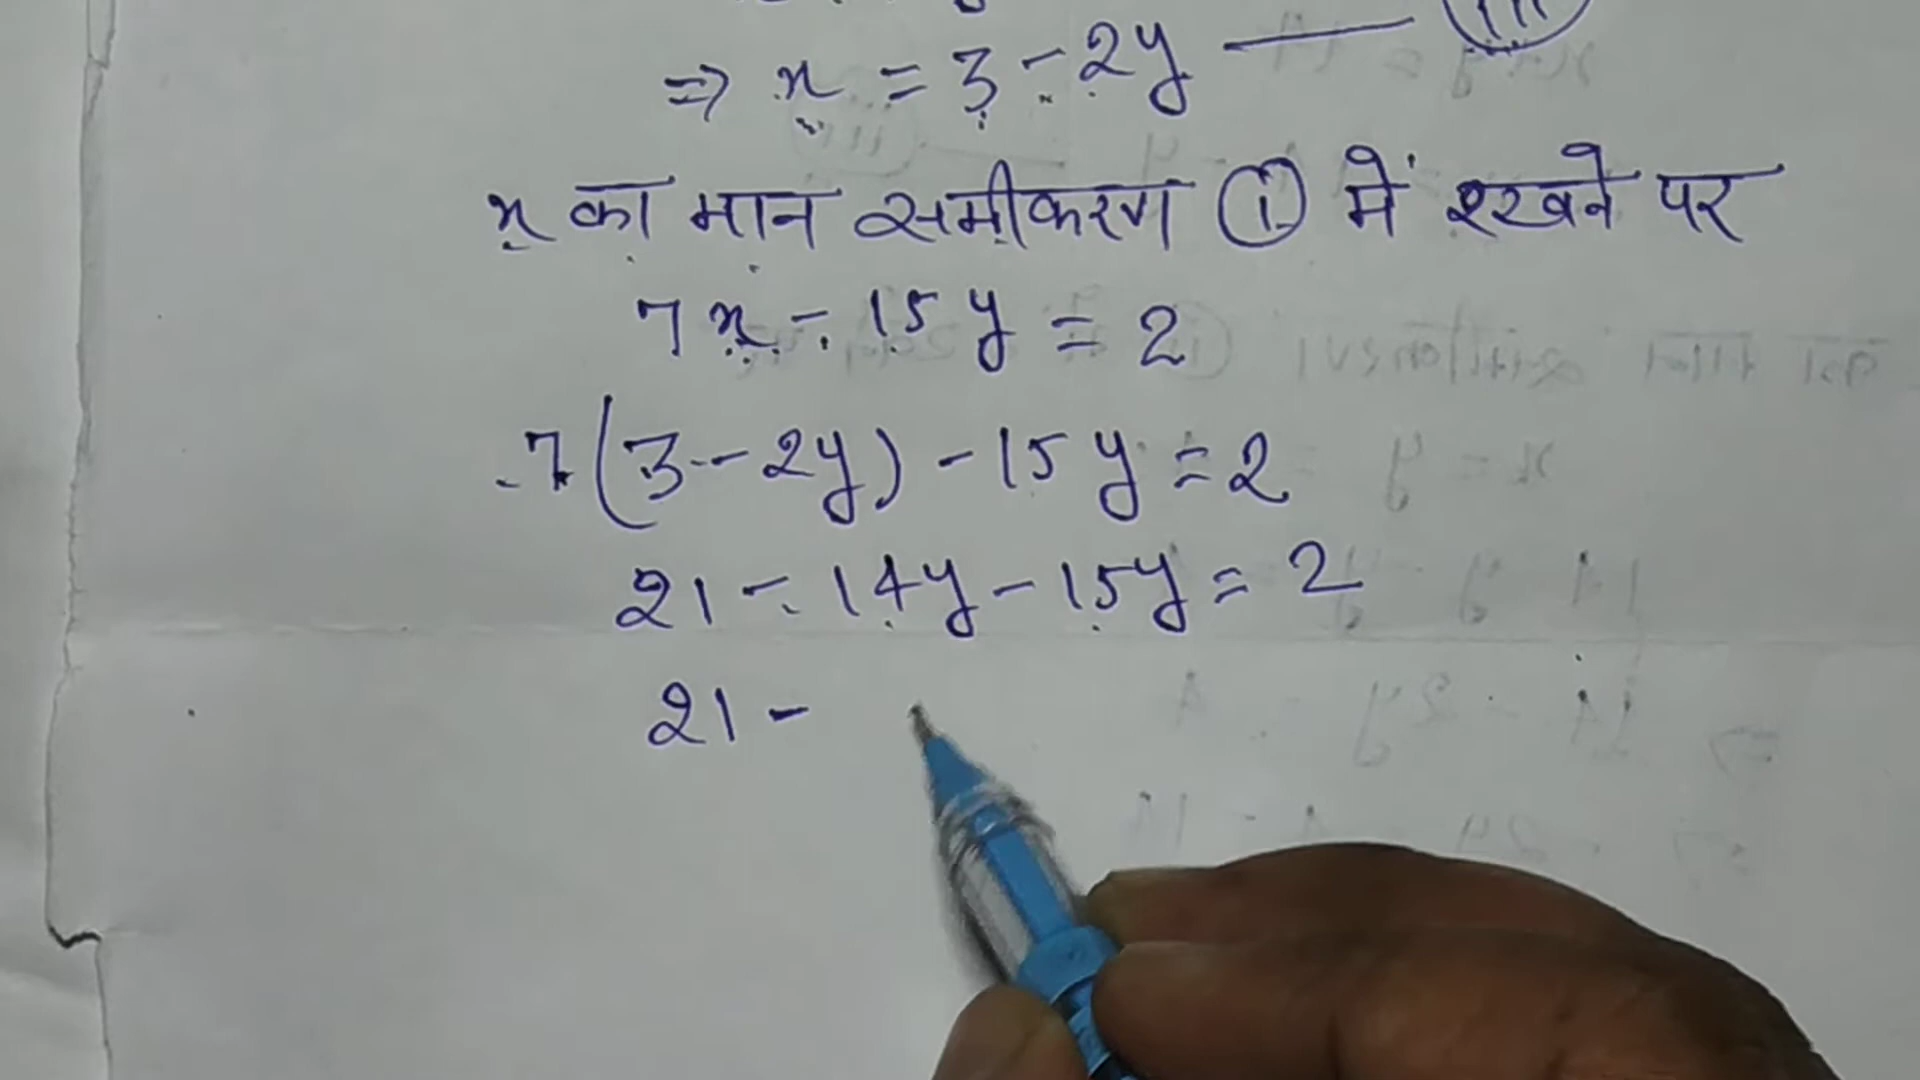 ⇒ x = 3 - 2y — (iii)
x का मान समीकरण (i) में रखने पर
7x - 15y = 2
7(3 - 2y) - 15y = 2
21 - 14y - 15y = 2
21 -